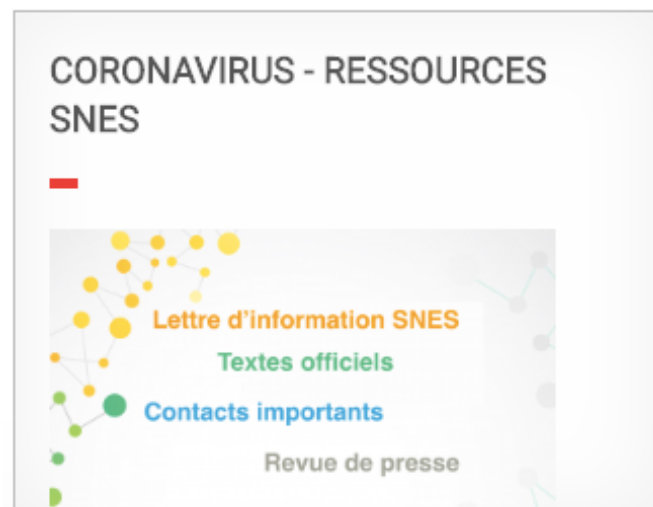 CORONAVIRUS - RESSOURCES
SNES
Lettre d'information SNES
Textes officiels
Contacts importants
Revue de presse